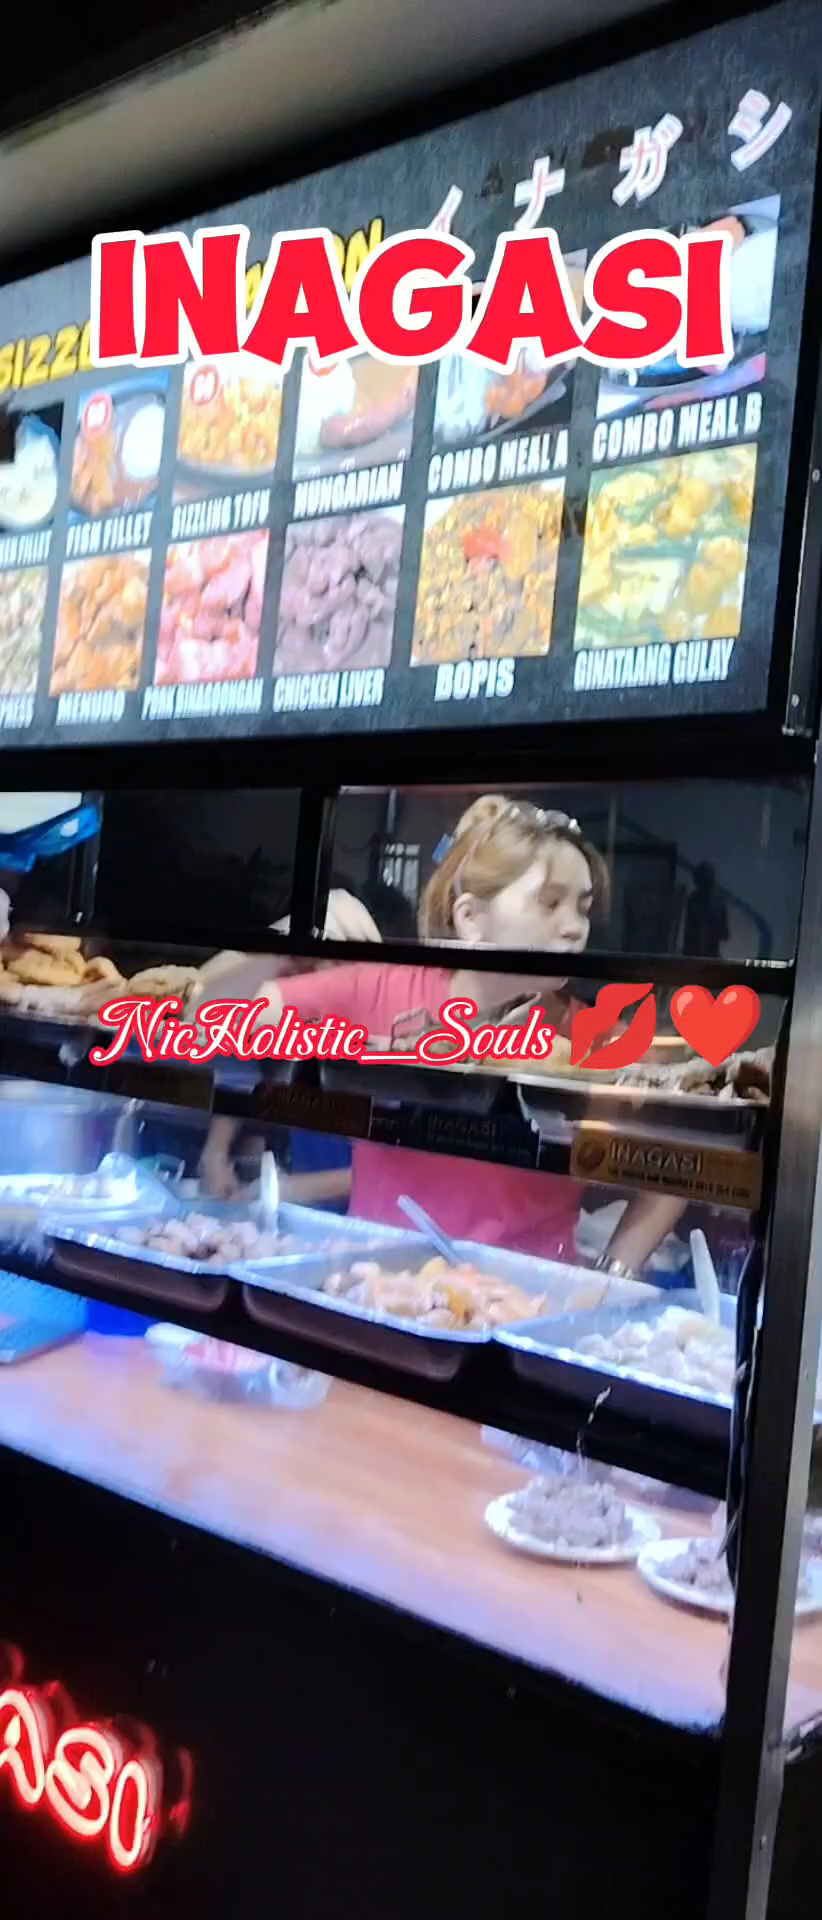 イナガシ
INAGASI
COMBO MEAL B
COMBO MEAL A
HUNGARIAN
SIZZLING TOFU
FISH FILLET
GINATAANG GULAY
BOPIS
CHICKEN LIVER
PORK BINAGOONGAN
MENUDO
NicHolistic_Souls 💋❤️
INAGASI
INAGASI
INAGASI